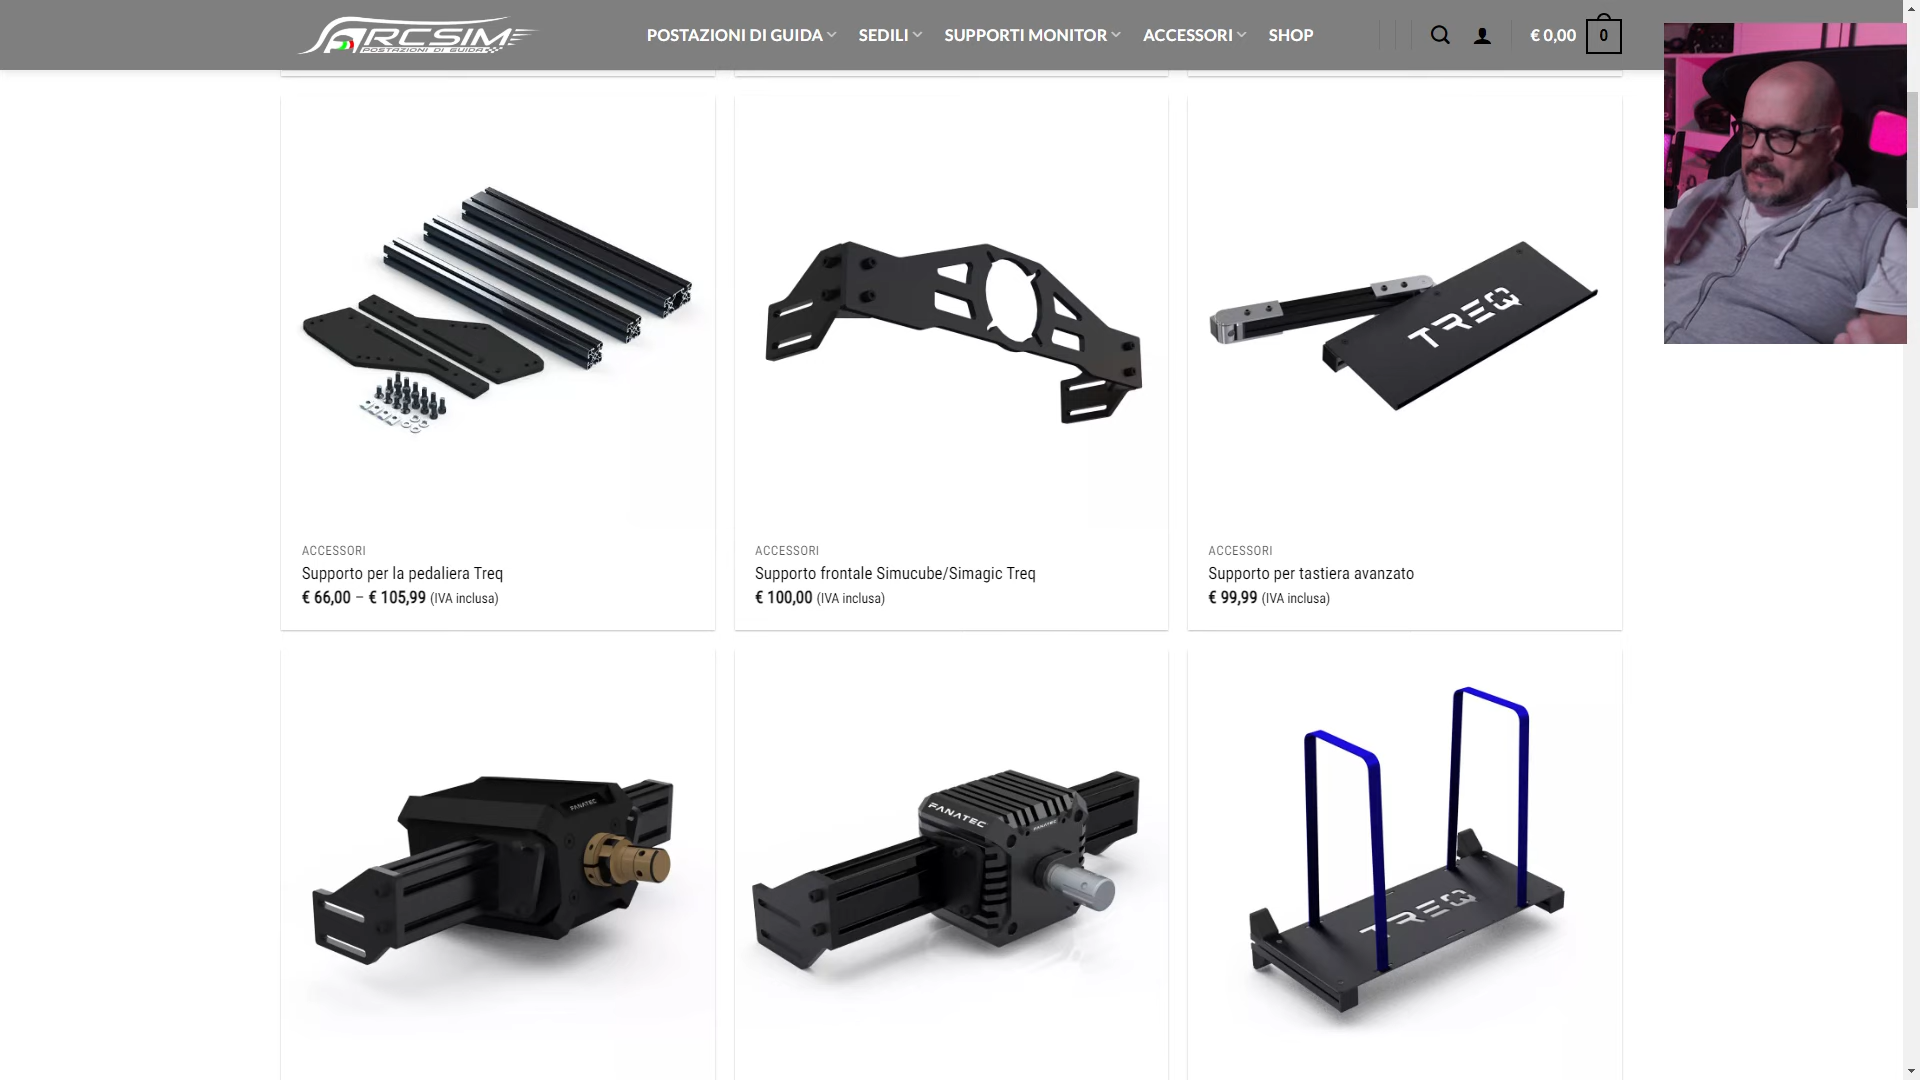 ARCSIM
POSTAZIONI DI GUIDA
POSTAZIONI DI GUIDA
SEDILI
SUPPORTI MONITOR
ACCESSORI
SHOP
€ 0,00
0
TREQ
ACCESSORI
Supporto per la pedaliera Treq
€ 66,00 – € 105,99 (IVA inclusa)
ACCESSORI
Supporto frontale Simucube/Simagic Treq
€ 100,00 (IVA inclusa)
ACCESSORI
Supporto per tastiera avanzato
€ 99,99 (IVA inclusa)
FANATEC
FANATEC
FANATEC
TREQ